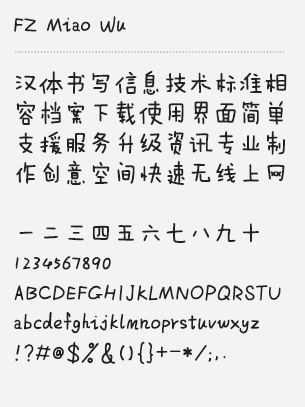 FZ Miao Wu
汉体书写信息技术标准相
容档案下载使用界面简单
支援服务升级资讯专业制
作创意空间快速无线上网
一二三四五六七八九十
1234567890
ABCDEFGHIJKLMNOPQRSTU
abcdefghijklmnopqrstuvwxyz
!?#@$%&(){}+-*/;,.